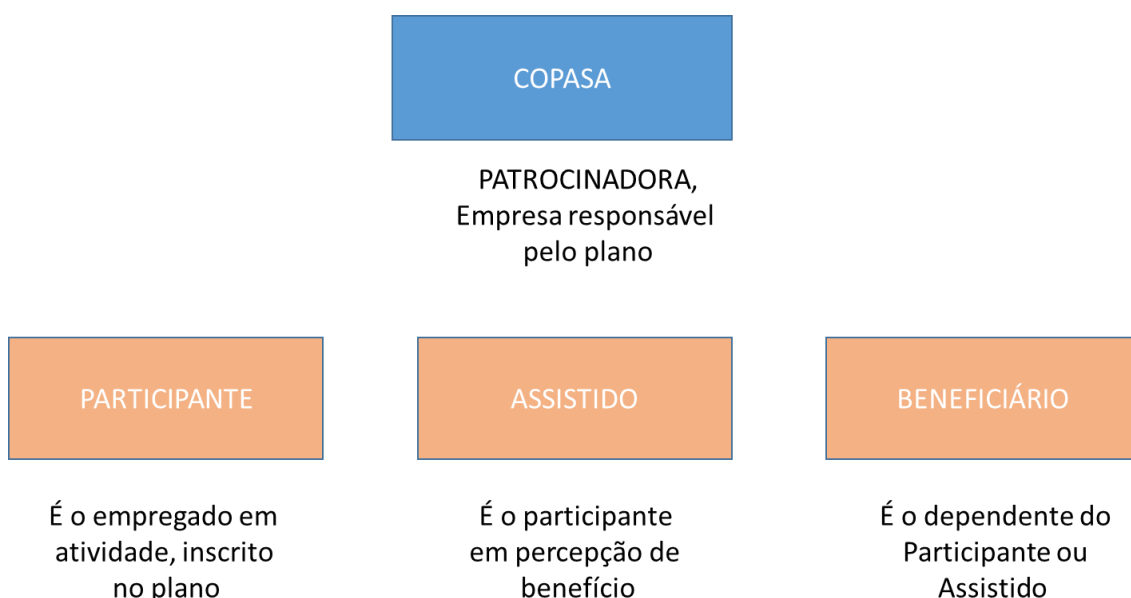 COPASA
PATROCINADORA,
Empresa responsável
pelo plano
PARTICIPANTE
ASSISTIDO
BENEFICIÁRIO
É o empregado em
atividade, inscrito
no plano
É o participante
em percepção de
benefício
É o dependente do
Participante ou
Assistido